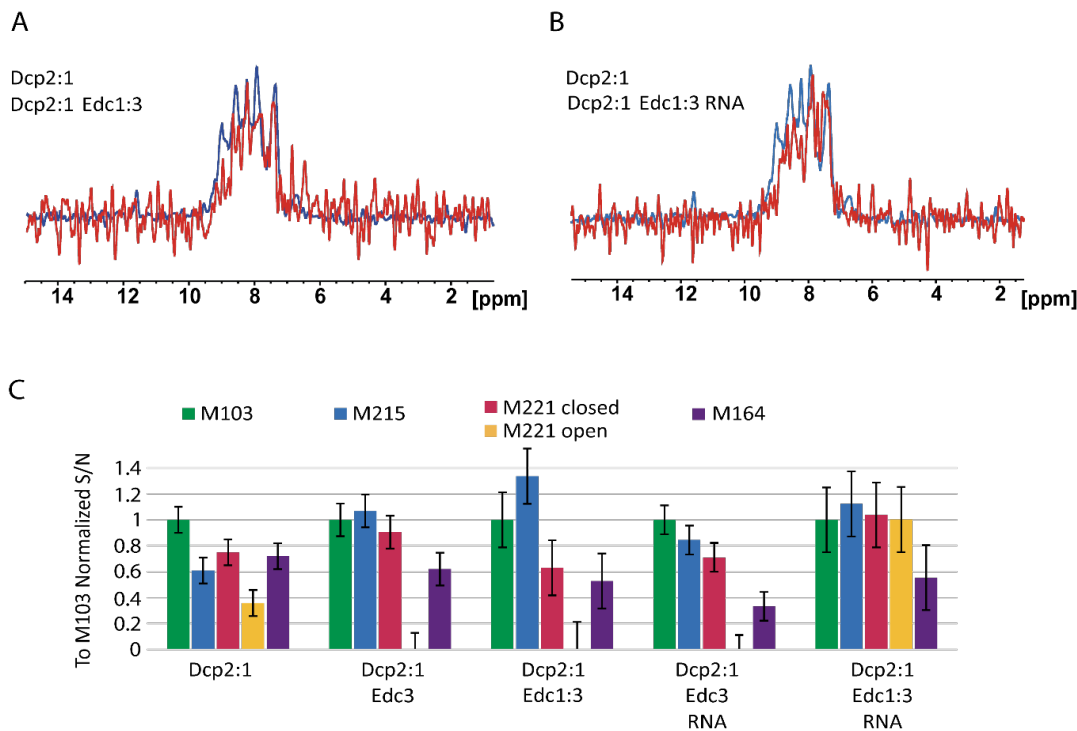 A
B
Dcp2:1
Dcp2:1 Edc1:3
Dcp2:1
Dcp2:1 Edc1:3 RNA
14 12 10 8 6 4 2 [ppm]
14 12 10 8 6 4 2 [ppm]
C
M103 M215 M221 closed M164
M221 open
To M103 Normalized S/N
1.4
1.2
1
0.8
0.6
0.4
0.2
0
Dcp2:1 Dcp2:1 Dcp2:1 Dcp2:1 Dcp2:1
Edc3 Edc1:3 Edc3 Edc1:3
RNA RNA